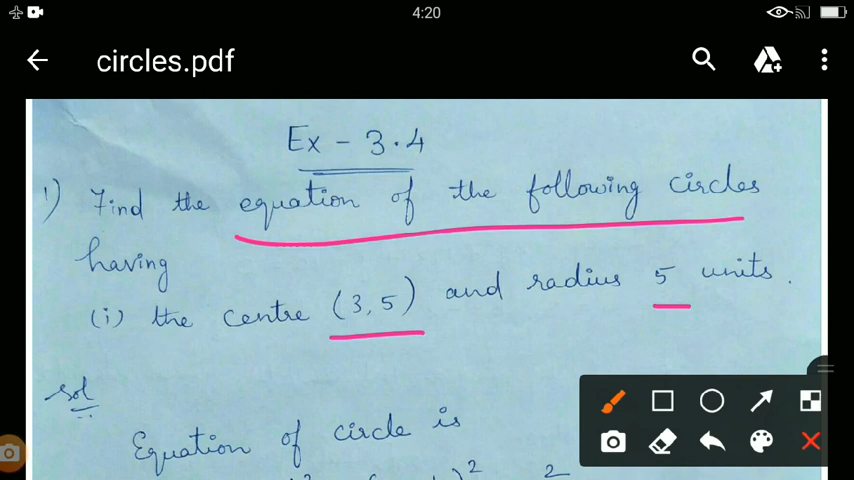 4:20
circles.pdf
Ex - 3.4
1) Find the equation of the following circles
having
(i) the centre (3,5) and radius 5 units.
Sol
Equation of circle is